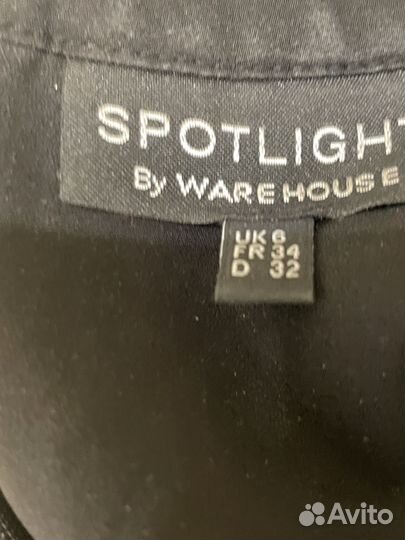 SPOTLIGHT
By WAREHOUSE
UK 6
FR 34
D 32
Avito